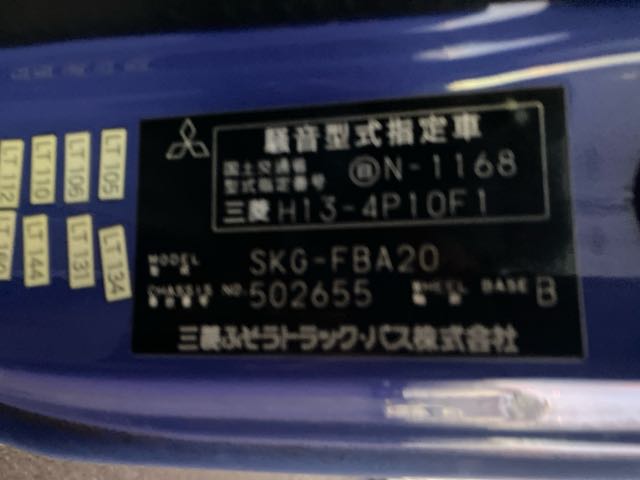 騒音型式指定車
国土交通省
型式指定番号 自N-1168
三菱 H13-4P10F1
MODEL
SKG-FBA20
CHASSIS NO.
502655
WHEEL BASE
B
三菱ふそうトラック・バス株式会社
LT 112
LT 110
LT 106
LT 105
LT 144
LT 131
LT 134